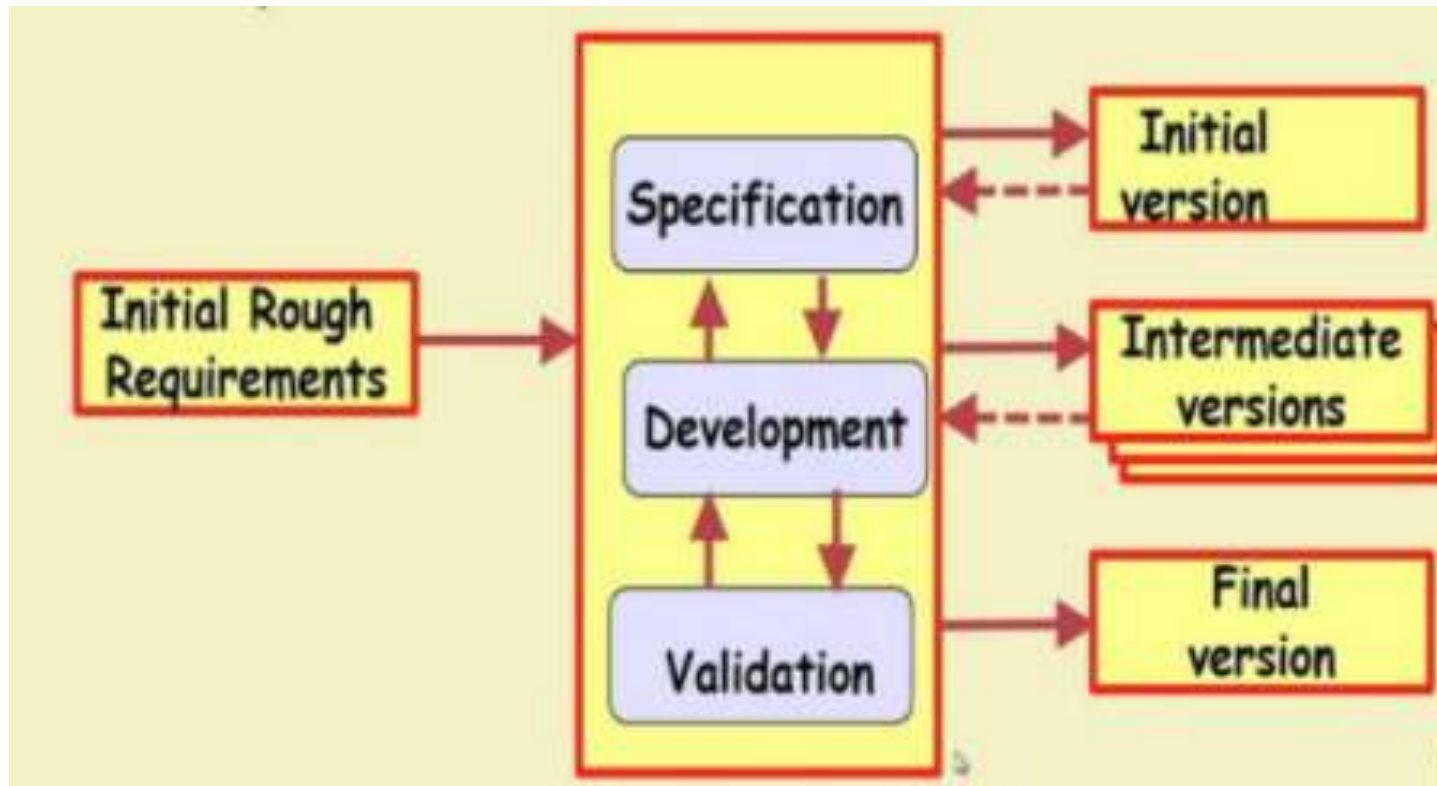 Initial Rough
Requirements
Specification
Development
Validation
Initial
version
Intermediate
versions
Final
version